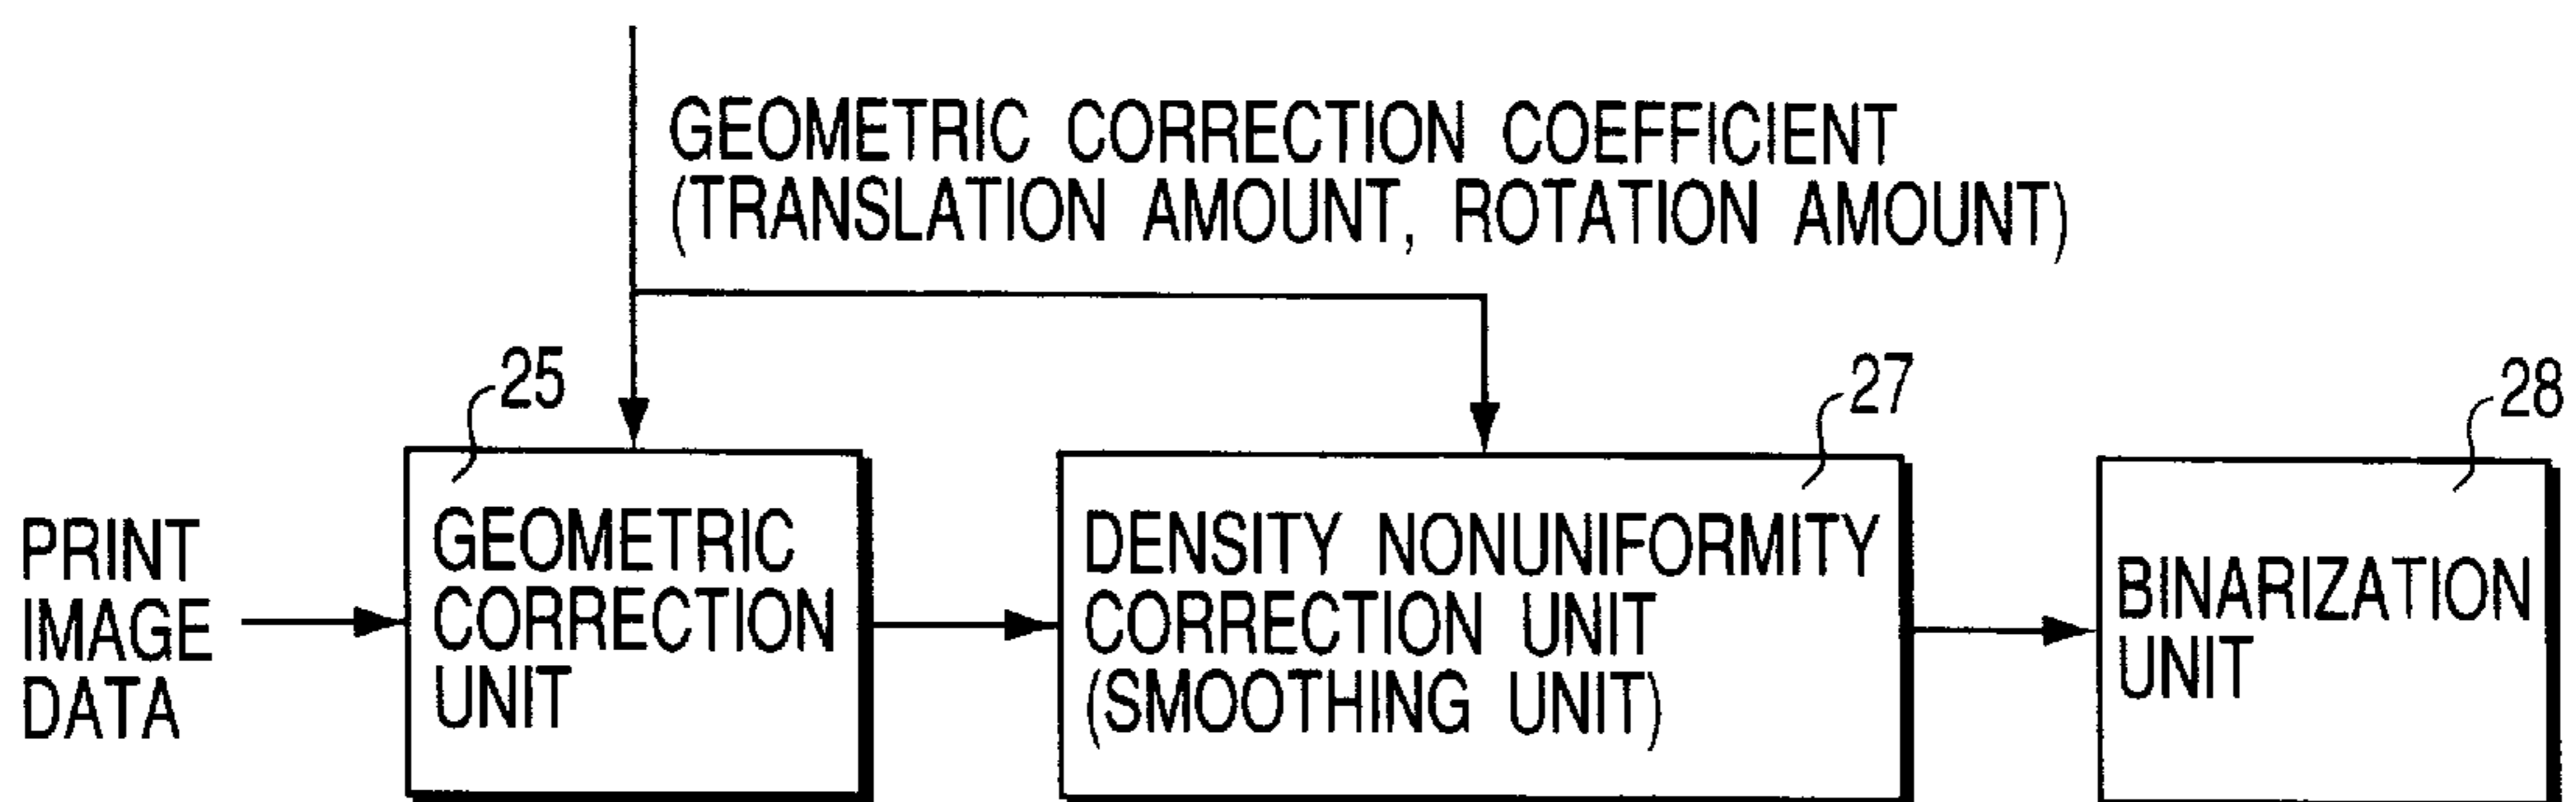 GEOMETRIC CORRECTION COEFFICIENT
(TRANSLATION AMOUNT, ROTATION AMOUNT)
25
27
28
PRINT
IMAGE
DATA
GEOMETRIC
CORRECTION
UNIT
DENSITY NONUNIFORMITY
CORRECTION UNIT
(SMOOTHING UNIT)
BINARIZATION
UNIT